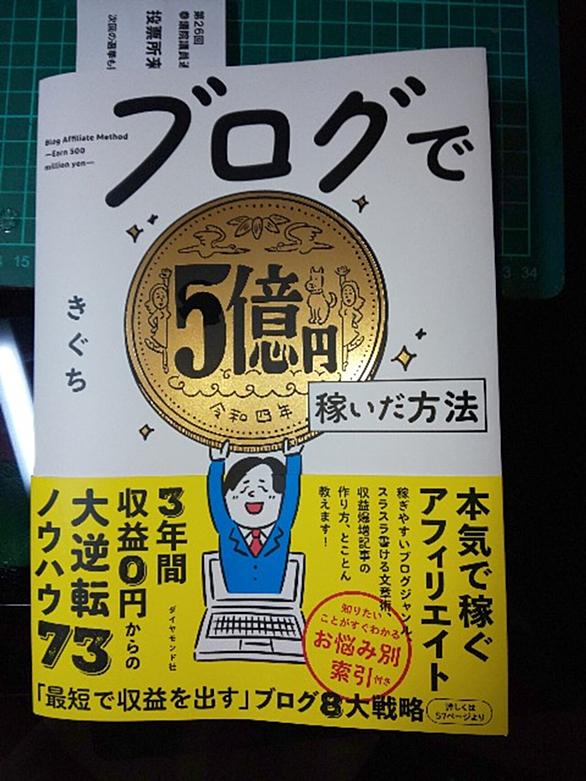 第26回
参議院議員選
投票所来
次回の選挙も
Blog Affiliate Method
—Earn 500
million yen—
ブログで
5億円
令和四年
稼いだ方法
きぐち
本気で稼ぐ
アフィリエイト
稼ぎやすいブログジャンル、
スラスラ書ける文章術、
収益爆増記事の
作り方、とことん
教えます!
3年間
収益0円からの
大逆転
ノウハウ
73
ダイヤモンド社
知りたい
ことがすぐわかる
お悩み別
索引付き
「最短で収益を出す」ブログ8大戦略
詳しくは
57ページより
15
33 34